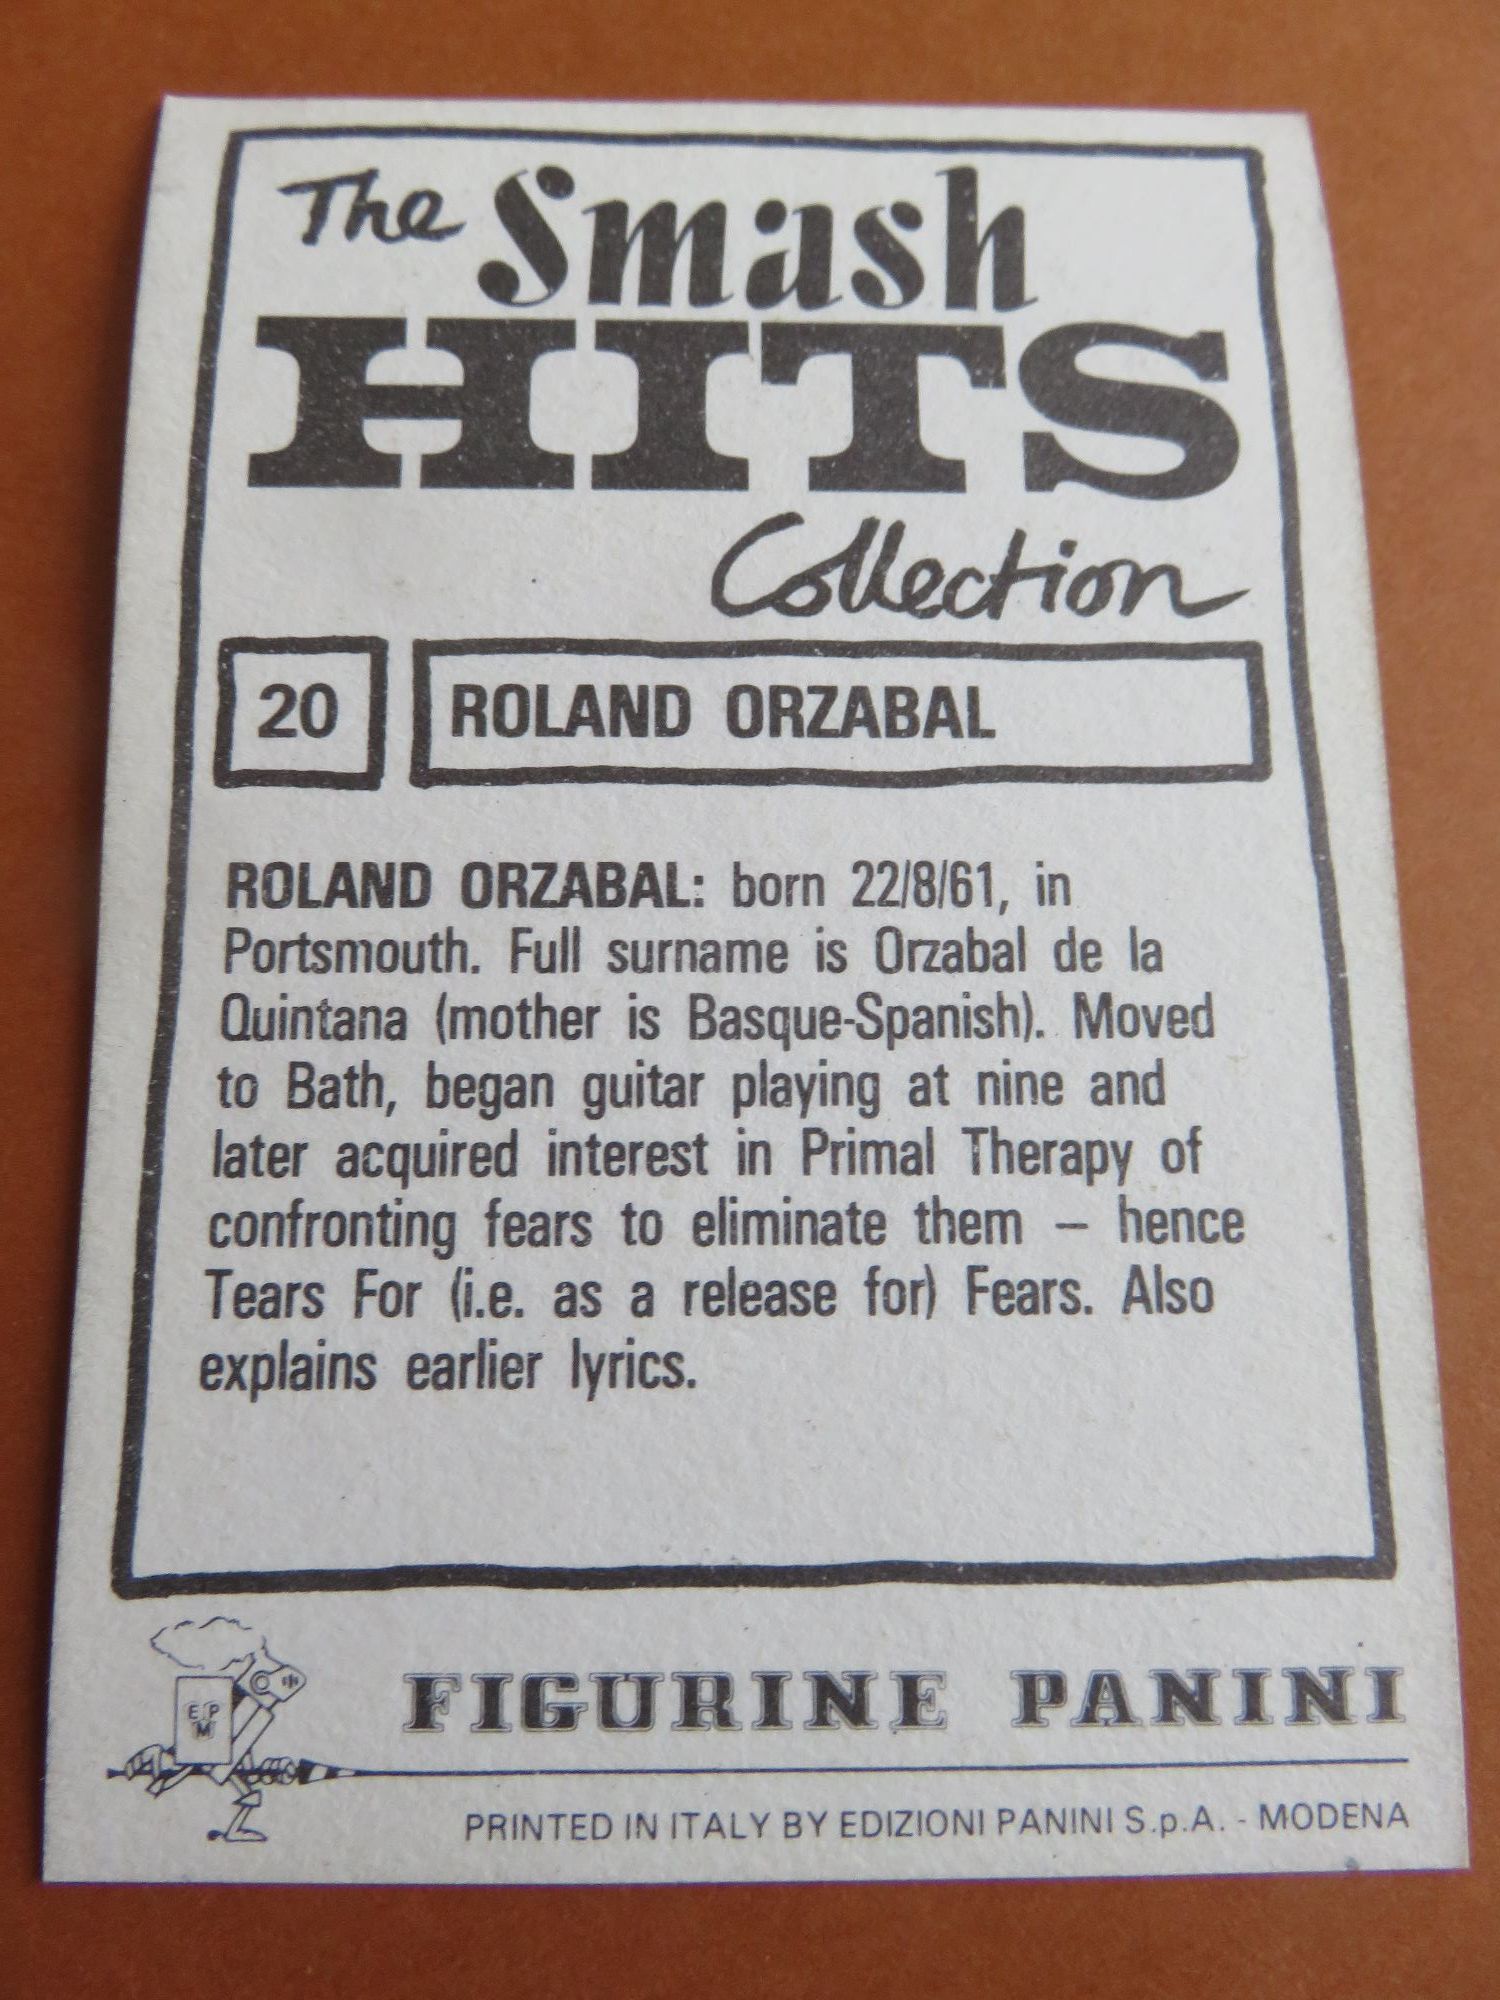 The Smash
HITS
Collection
20 ROLAND ORZABAL
ROLAND ORZABAL: born 22/8/61, in
Portsmouth. Full surname is Orzabal de la
Quintana (mother is Basque-Spanish). Moved
to Bath, began guitar playing at nine and
later acquired interest in Primal Therapy of
confronting fears to eliminate them – hence
Tears For (i.e. as a release for) Fears. Also
explains earlier lyrics.
E P
M
FIGURINE PANINI
PRINTED IN ITALY BY EDIZIONI PANINI S.p.A. - MODENA